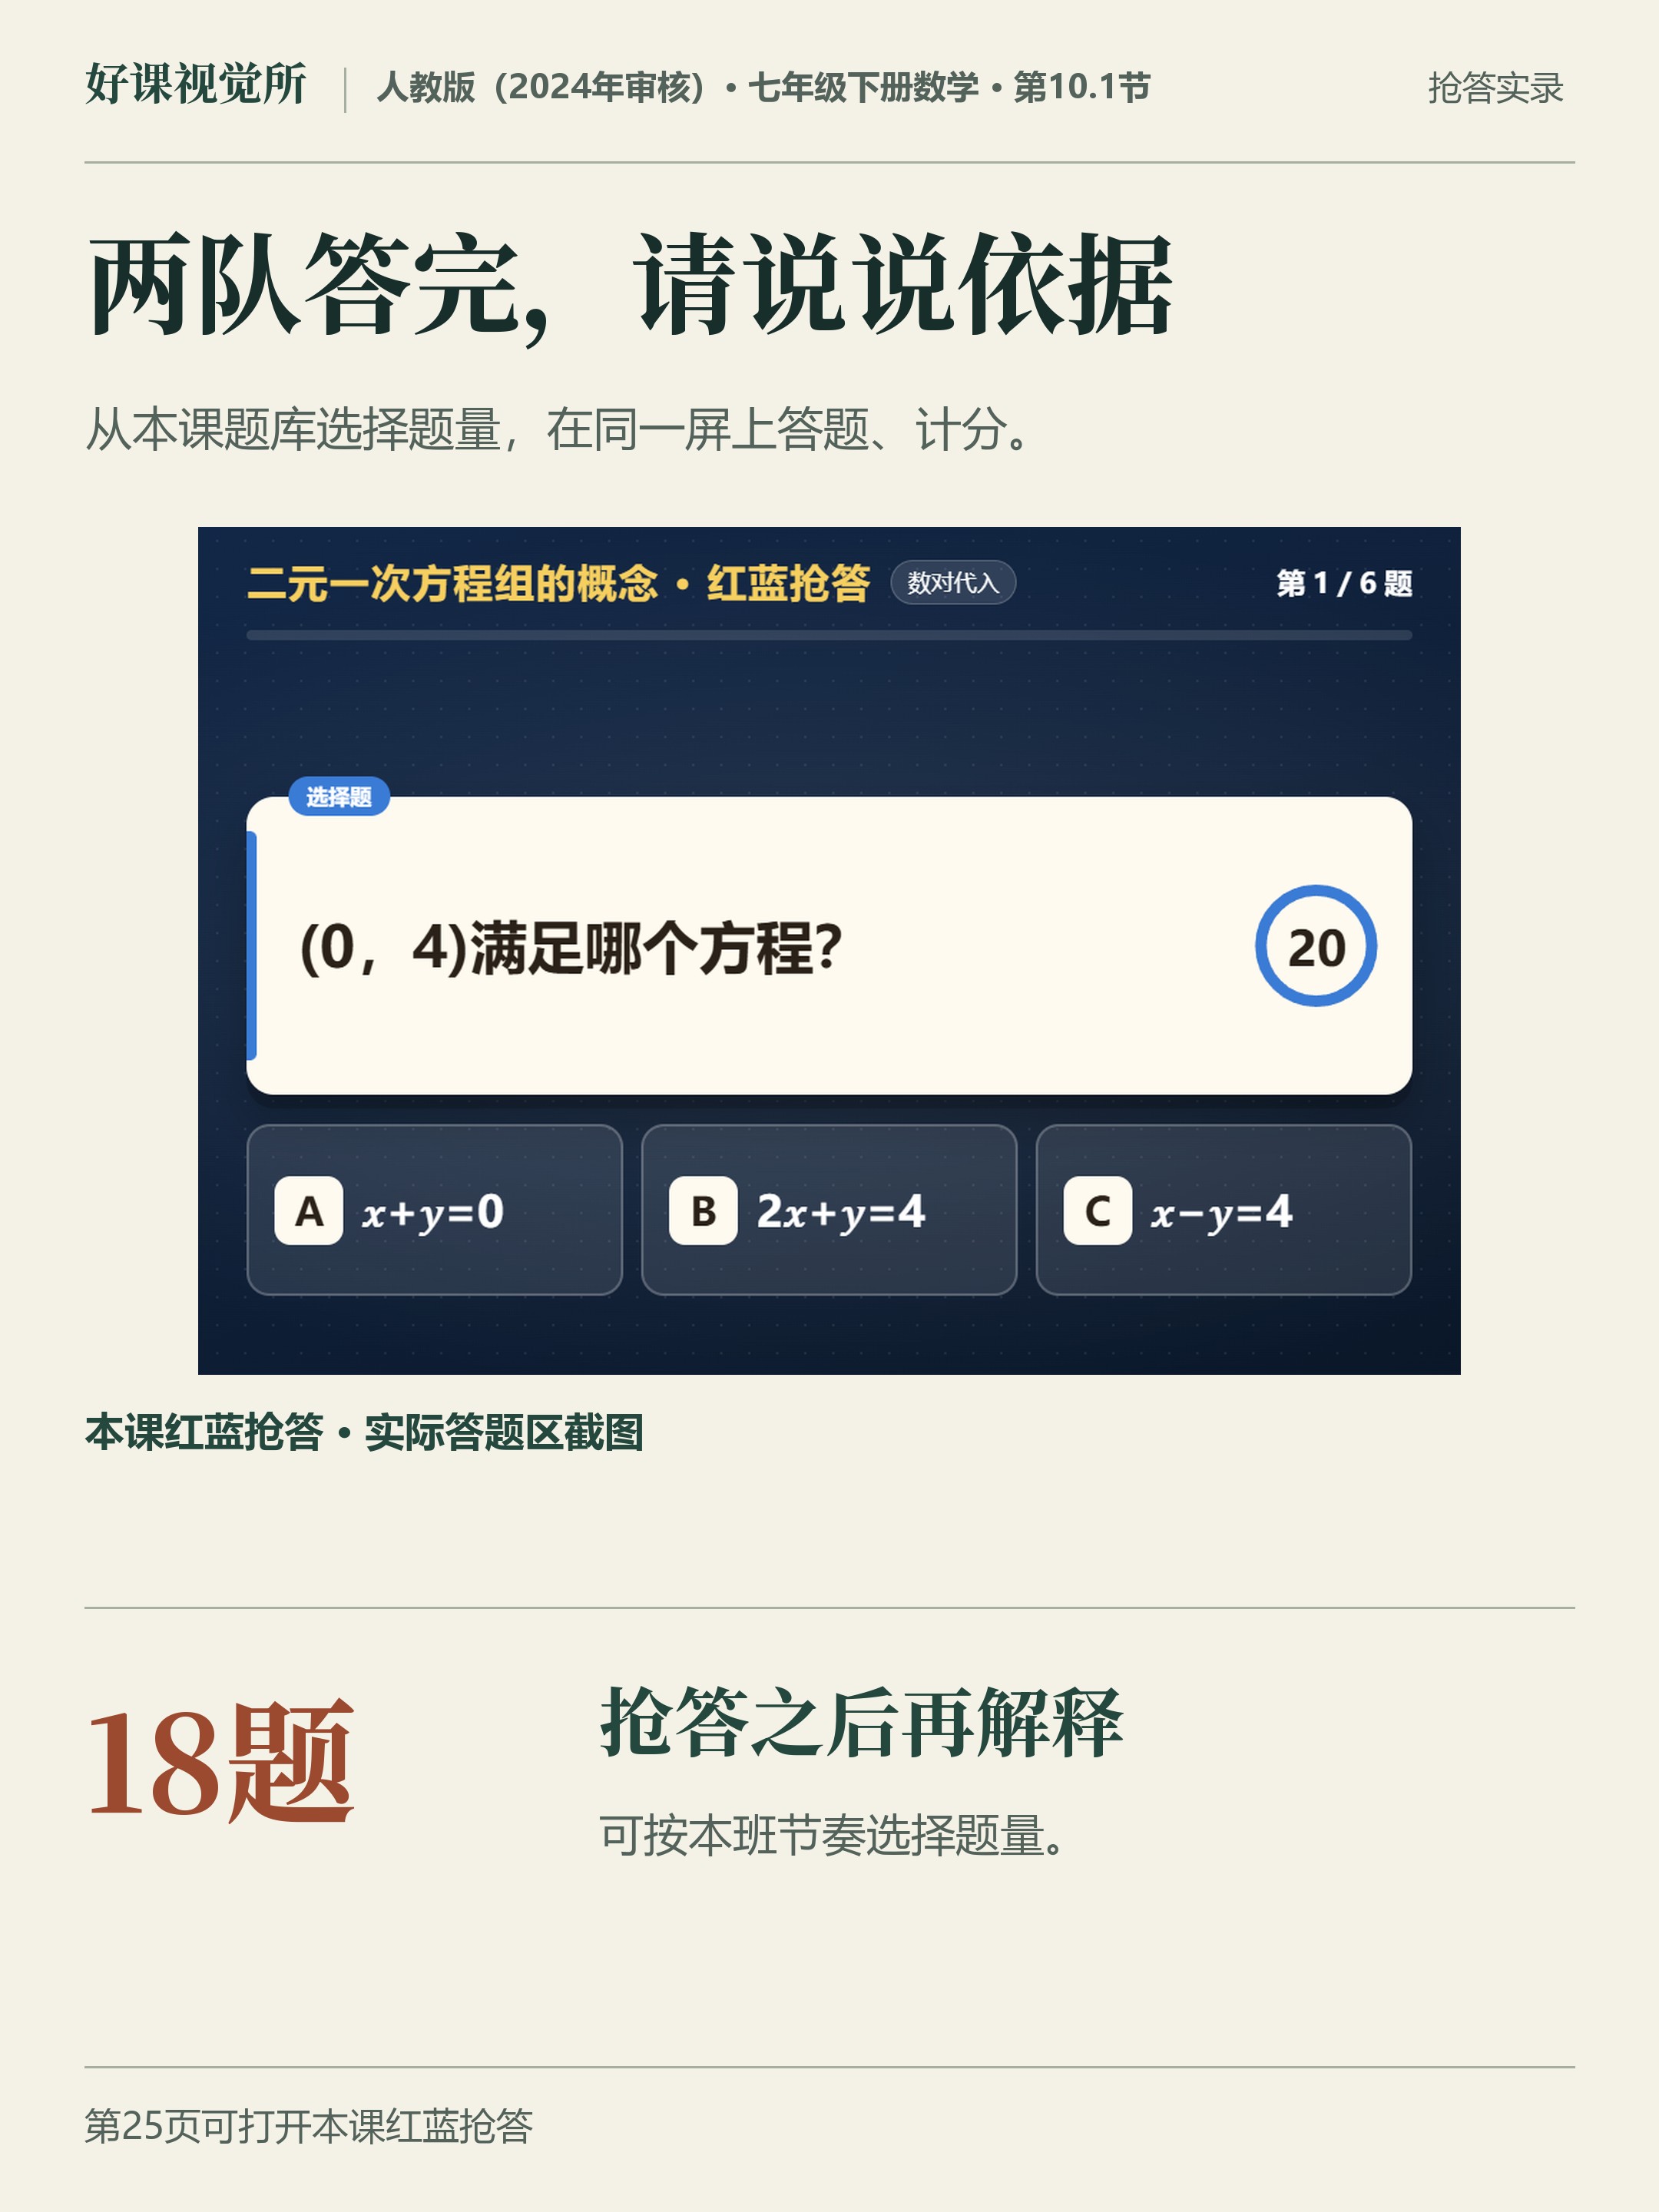 好课视觉所
人教版（2024年审核）· 七年级下册数学 · 第10.1节
抢答实录
两队答完，请说说依据
从本课题库选择题量，在同一屏上答题、计分。
二元一次方程组的概念 · 红蓝抢答
数对代入
第 1 / 6 题
选择题
(0，4)满足哪个方程？
20
A x+y=0
B 2x+y=4
C x−y=4
本课红蓝抢答 · 实际答题区截图
18题
抢答之后再解释
可按本班节奏选择题量。
第25页可打开本课红蓝抢答